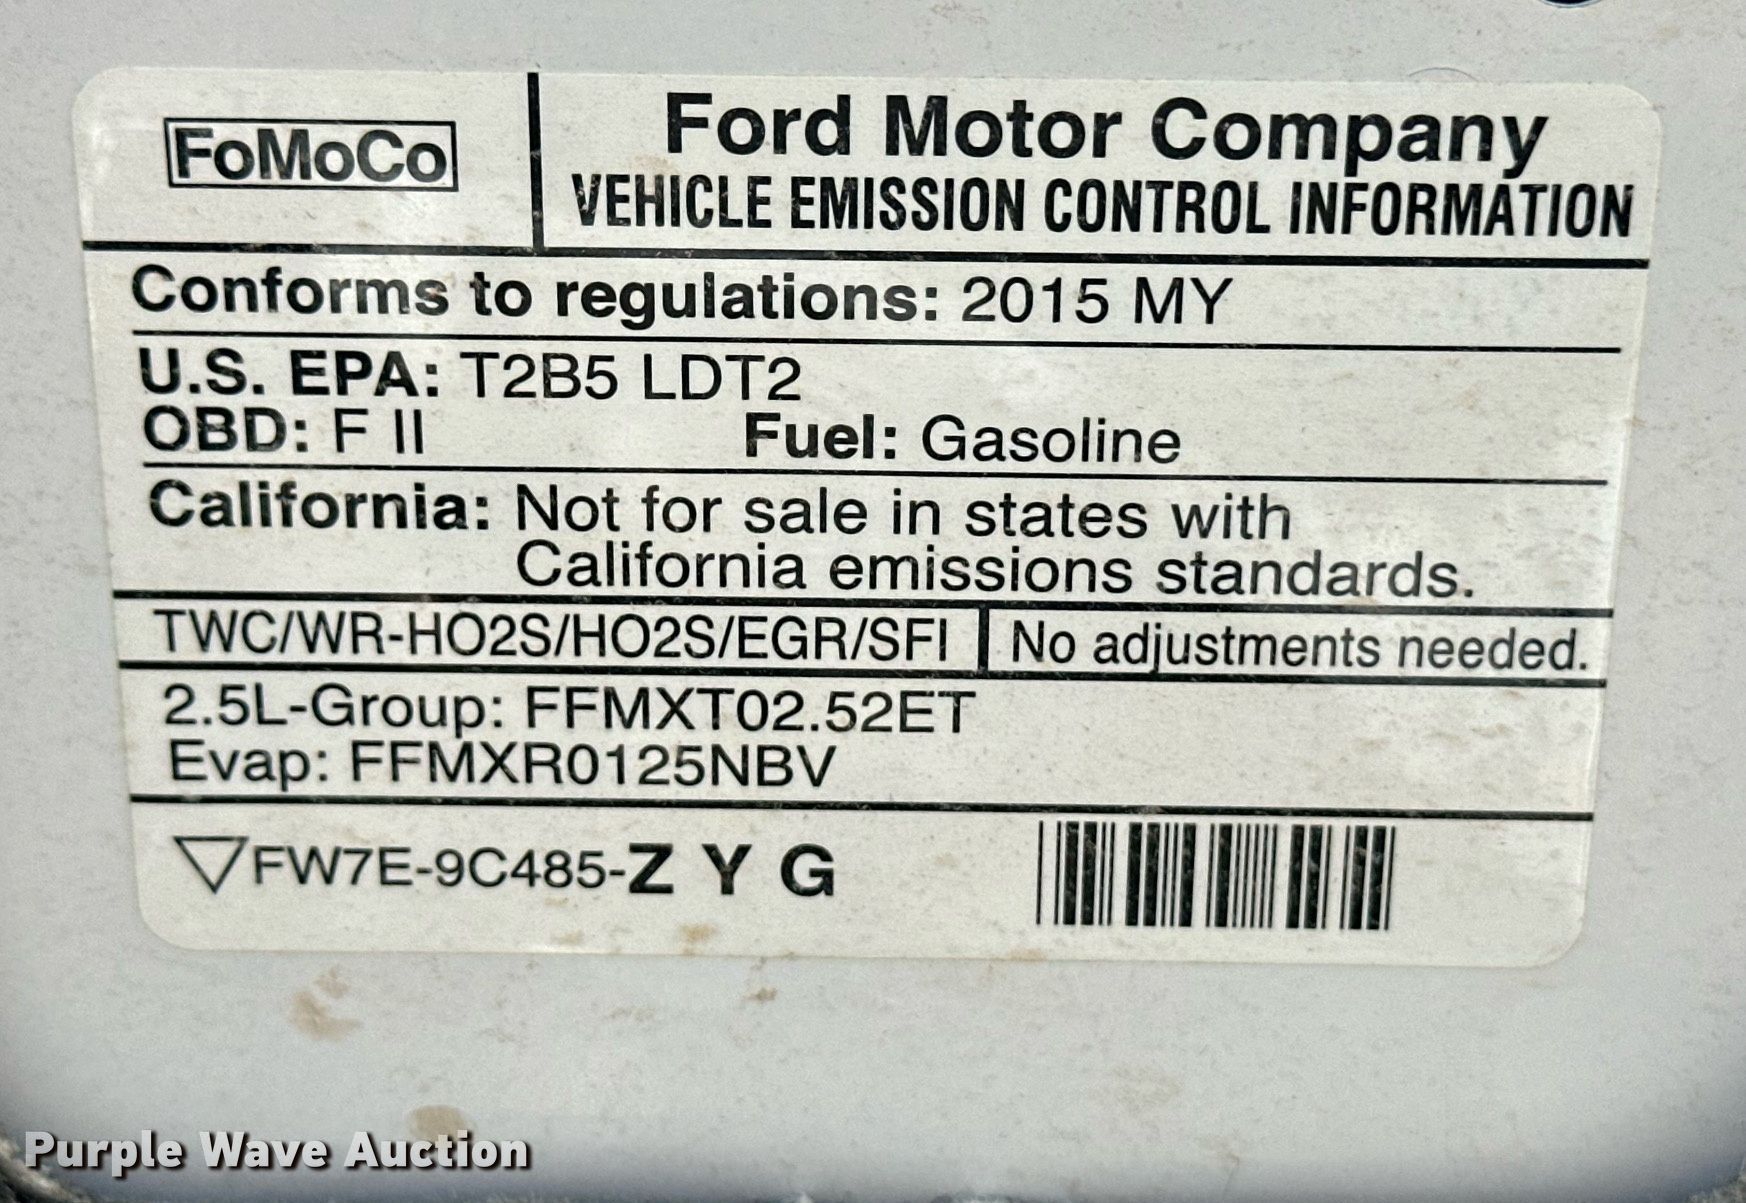 FoMoCo
Ford Motor Company
VEHICLE EMISSION CONTROL INFORMATION
Conforms to regulations: 2015 MY
U.S. EPA: T2B5 LDT2
OBD: F II Fuel: Gasoline
California: Not for sale in states with
California emissions standards.
TWC/WR-HO2S/HO2S/EGR/SFI No adjustments needed.
2.5L-Group: FFMXT02.52ET
Evap: FFMXR0125NBV
FW7E-9C485-Z Y G
Purple Wave Auction